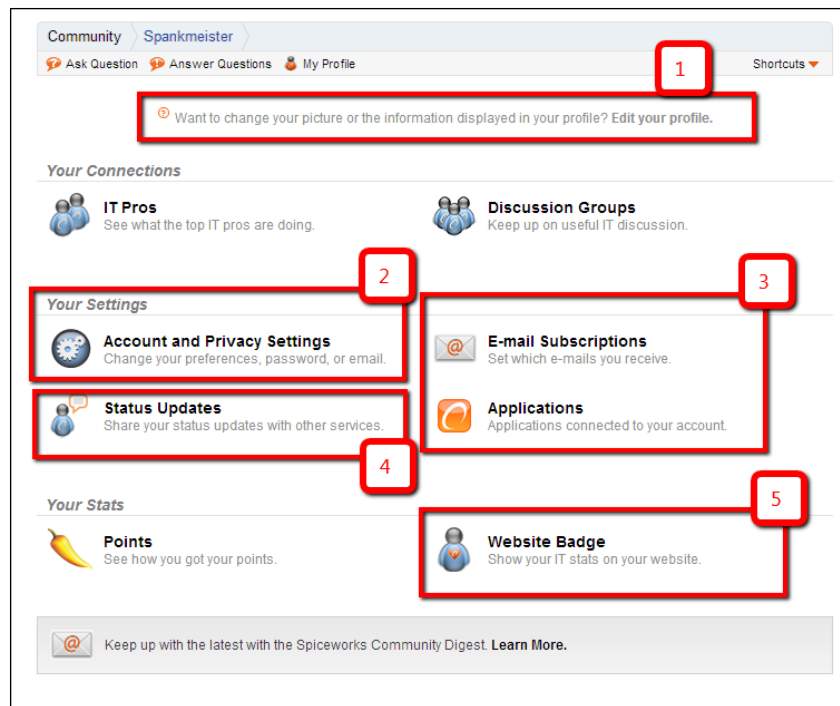 Community Spankmeister
Ask Question Answer Questions My Profile Shortcuts
1
Want to change your picture or the information displayed in your profile? Edit your profile.
Your Connections
IT Pros
See what the top IT pros are doing.
Discussion Groups
Keep up on useful IT discussion.
2
3
Your Settings
Account and Privacy Settings
Change your preferences, password, or email.
E-mail Subscriptions
Set which e-mails you receive.
Status Updates
Share your status updates with other services.
Applications
Applications connected to your account.
4
5
Your Stats
Points
See how you got your points.
Website Badge
Show your IT stats on your website.
Keep up with the latest with the Spiceworks Community Digest. Learn More.